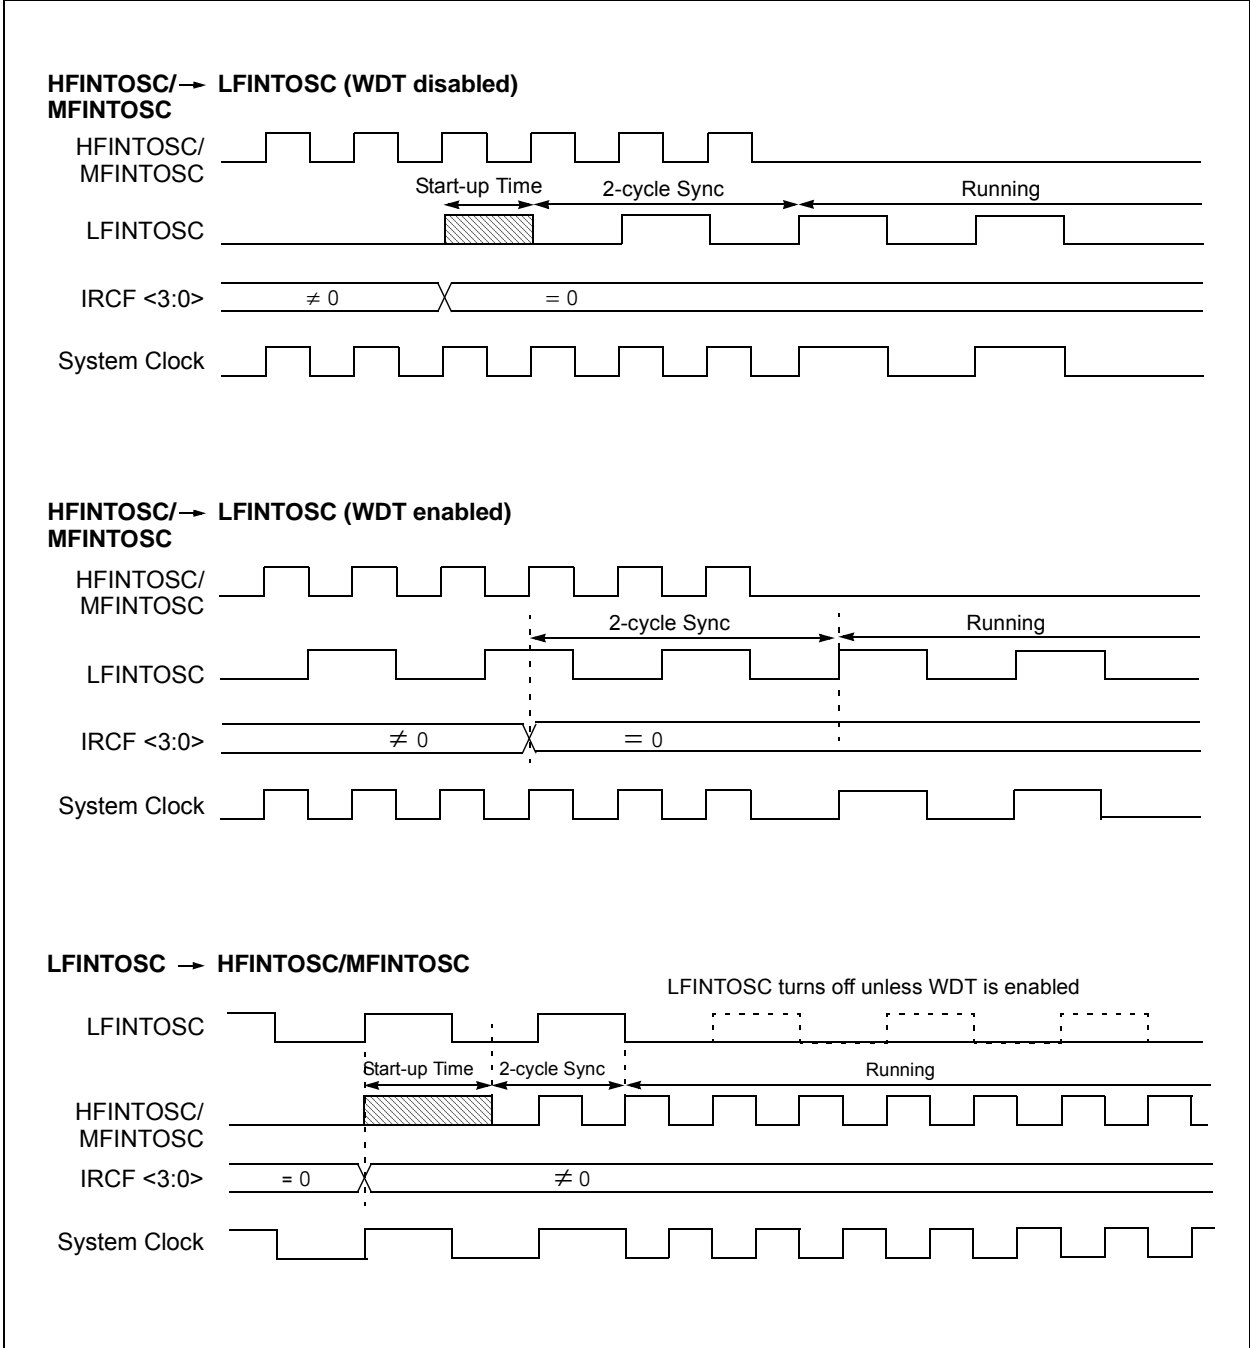 HFINTOSC/→ LFINTOSC (WDT disabled)
MFINTOSC
HFINTOSC/
MFINTOSC
Start-up Time 2-cycle Sync Running
LFINTOSC
IRCF <3:0> ≠ 0 = 0
System Clock
HFINTOSC/→ LFINTOSC (WDT enabled)
MFINTOSC
HFINTOSC/
MFINTOSC
2-cycle Sync Running
LFINTOSC
IRCF <3:0> ≠ 0 = 0
System Clock
LFINTOSC → HFINTOSC/MFINTOSC
LFINTOSC turns off unless WDT is enabled
LFINTOSC
Start-up Time 2-cycle Sync Running
HFINTOSC/
MFINTOSC
IRCF <3:0> = 0 ≠ 0
System Clock